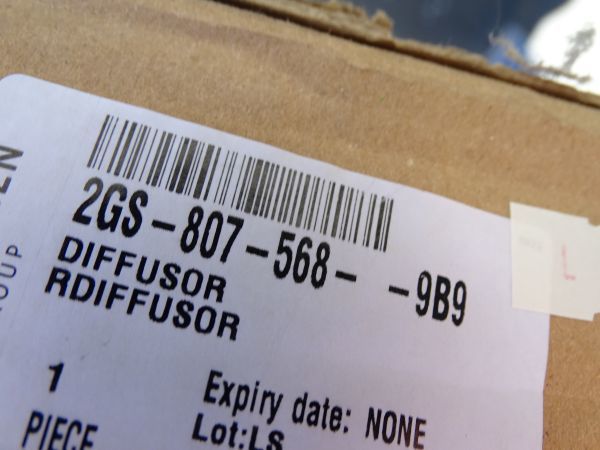 2GS-807-568- -9B9
DIFFUSOR
RDIFFUSOR
1
PIECE
Expiry date: NONE
Lot:LS
L